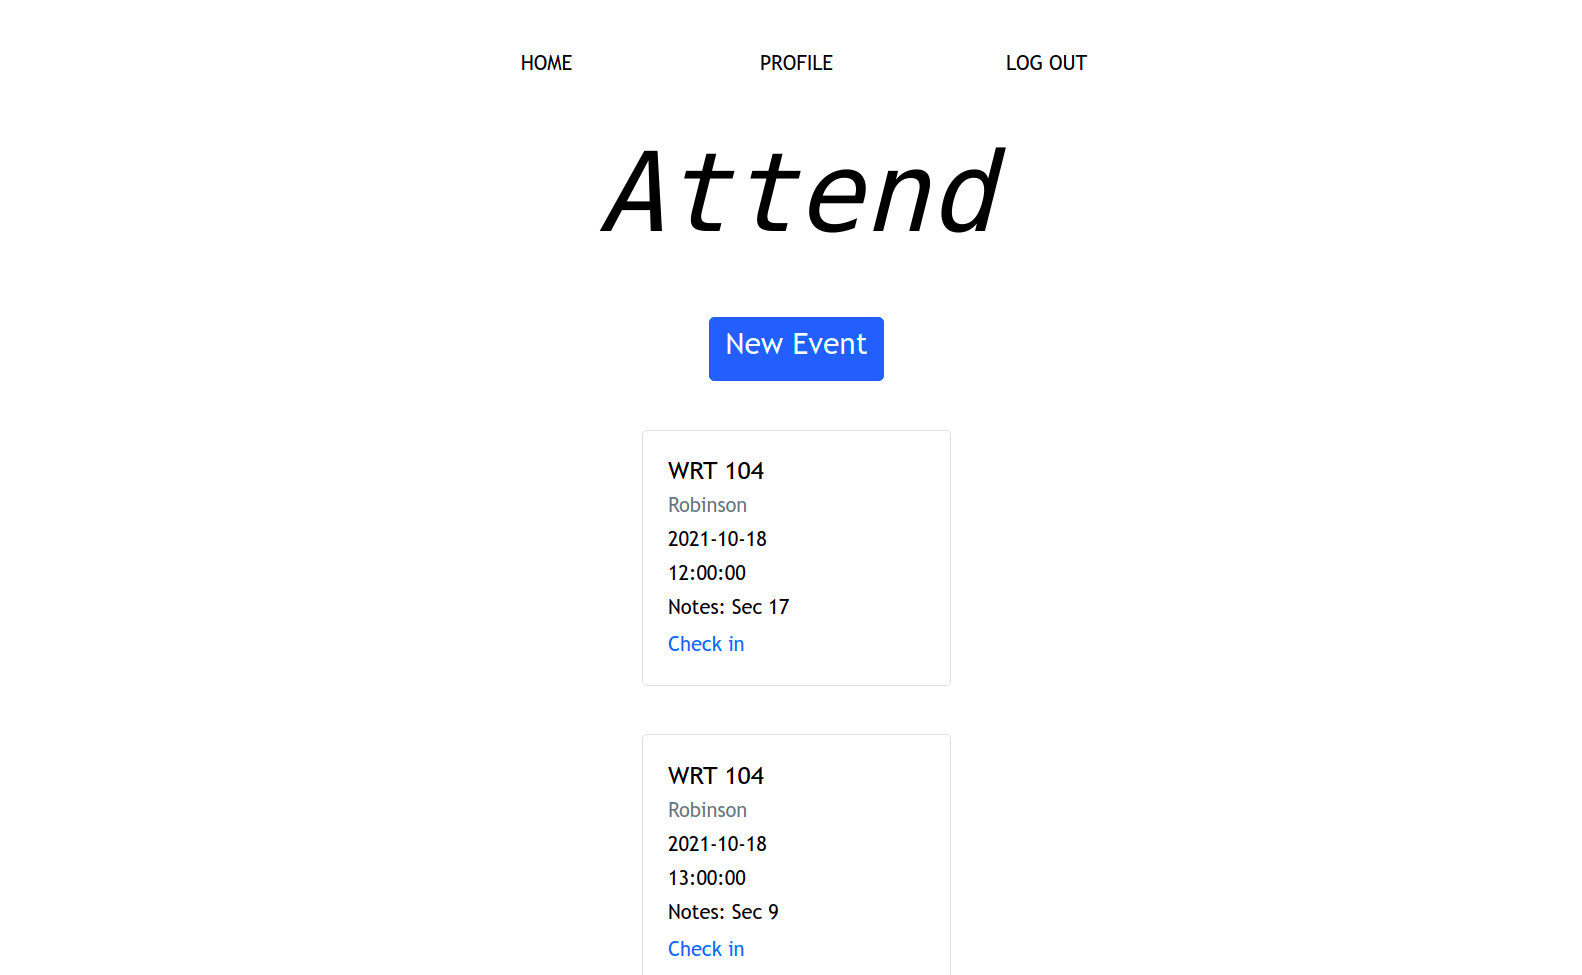 HOME PROFILE LOG OUT
Attend
New Event
WRT 104
Robinson
2021-10-18
12:00:00
Notes: Sec 17
Check in
WRT 104
Robinson
2021-10-18
13:00:00
Notes: Sec 9
Check in